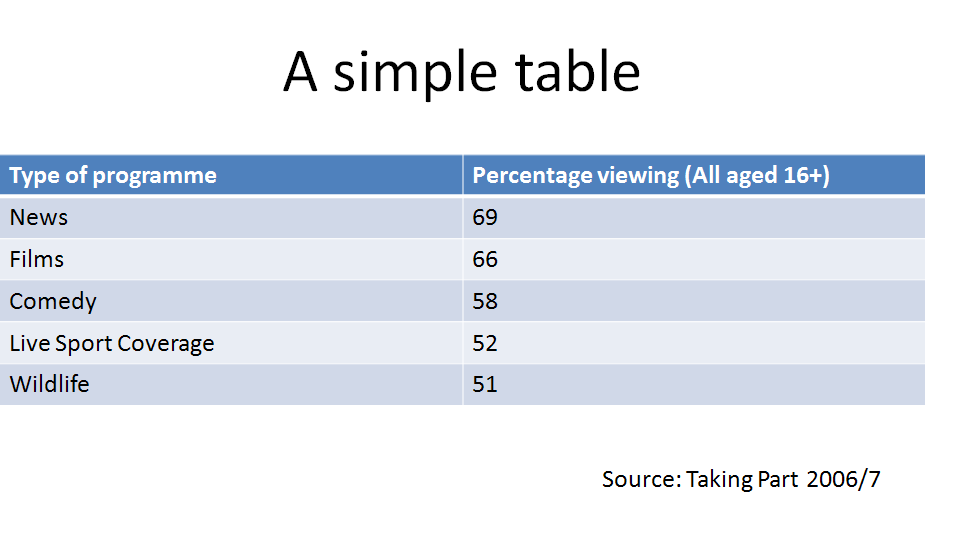 A simple table
Type of programme Percentage viewing (All aged 16+)
News 69
Films 66
Comedy 58
Live Sport Coverage 52
Wildlife 51
Source: Taking Part 2006/7